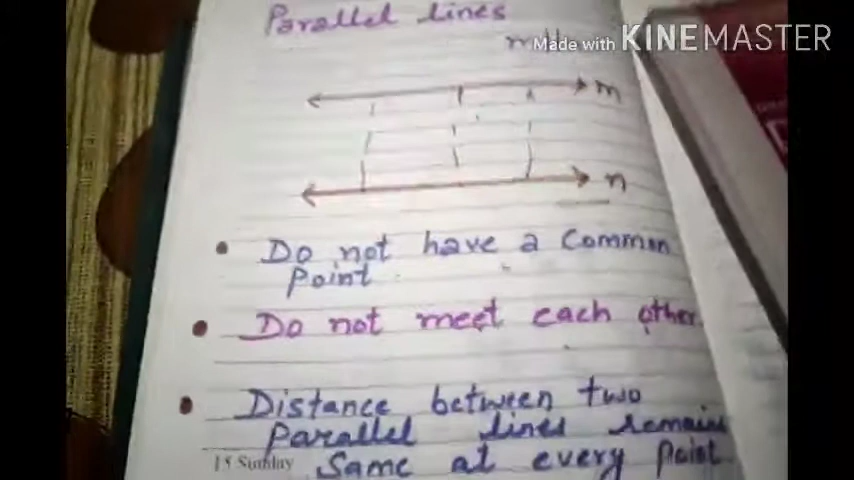 Parallel lines
Made with KINEMASTER
m
n
Do not have a common
point
Do not meet each other
Distance between two
parallel lines remains
15 Sunday same at every point